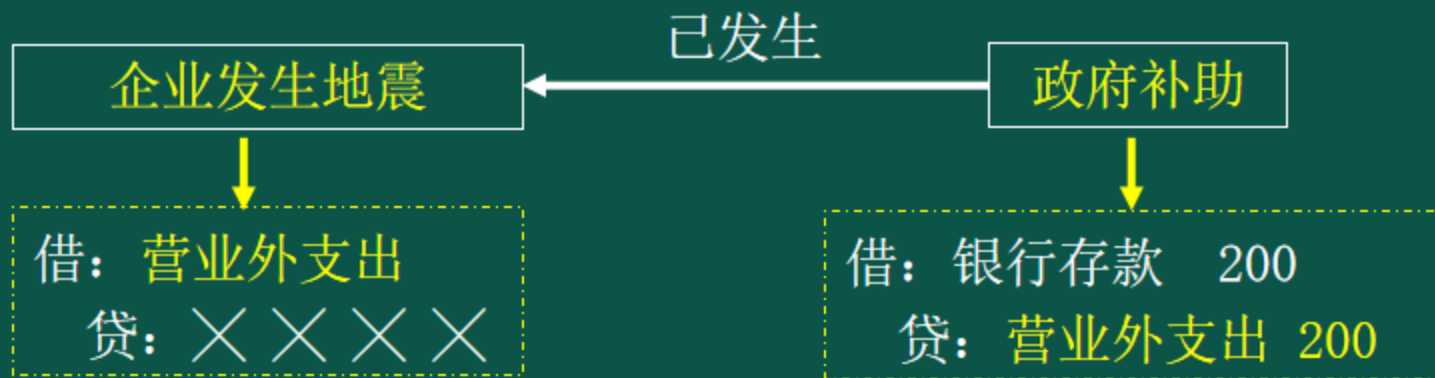 已发生
企业发生地震
政府补助
借：营业外支出
贷：╳╳╳╳
借：银行存款 200
贷：营业外支出 200